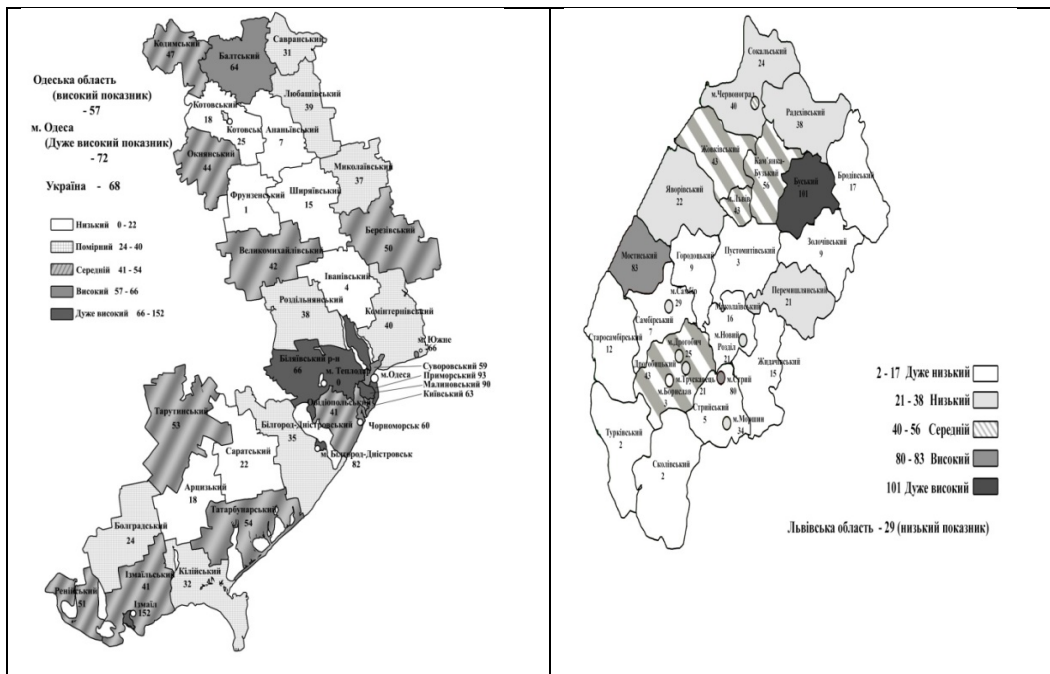 Кодимський
47
Балтський
64
Савранський
31
Одеська область
(високий показник)
- 57
м. Одеса
(Дуже високий показник)
- 72
Україна - 68
Любашівський
39
Котовський
18
Котовськ
25
Ананьївський
7
Окнянський
44
Миколаївський
37
Фрунзенський
1
Ширяївський
15
Низький 0 - 22
Помірний 24 - 40
Середній 41 - 54
Високий 57 - 66
Дуже високий 66 - 152
Березівський
50
Великомихайлівський
42
Іванівський
4
Роздільнянський
38
Комінтернівський
40
м. Южне
-66
Біляївський р-н
66
м. Теплодар
0
м.Одеса
Суворовський 59
Приморський 93
Малиновський 90
Київський 63
Овідіопольський
41
Чорноморськ 60
Тарутинський
53
Білгород-Дністровський
35
м. Білгород-Дністровськ
82
Саратський
22
Арцизький
18
Татарбунарський
54
Болградський
24
Кілійський
32
Ізмаїльський
41
Ренійський
51
Ізмаїл
152
Сокальський
24
м.Червоноград
40
Радехівський
38
Жовківський
43
Кам'янка-
Бузький
56
Буський
101
Бродівський
17
Яворівський
22
м.Львів
43
Мостиський
83
Городоцький
9
Пустомитівський
3
Золочівський
9
м.Самбір
29
Перемишлянський
21
Миколаївський
16
Самбірський
7
Старосамбірський
12
м.Дрогобич
25
м.Новий
Розділ
21
Жидачівський
15
Дрогобицький
43
м.Трускавець
21
м.Стрий
80
м.Борислав
3
Стрийський
5
м.Моршин
34
Турківський
2
Сколівський
2
2 - 17 Дуже низький
21 - 38 Низький
40 - 56 Середній
80 - 83 Високий
101 Дуже високий
Львівська область - 29 (низький показник)